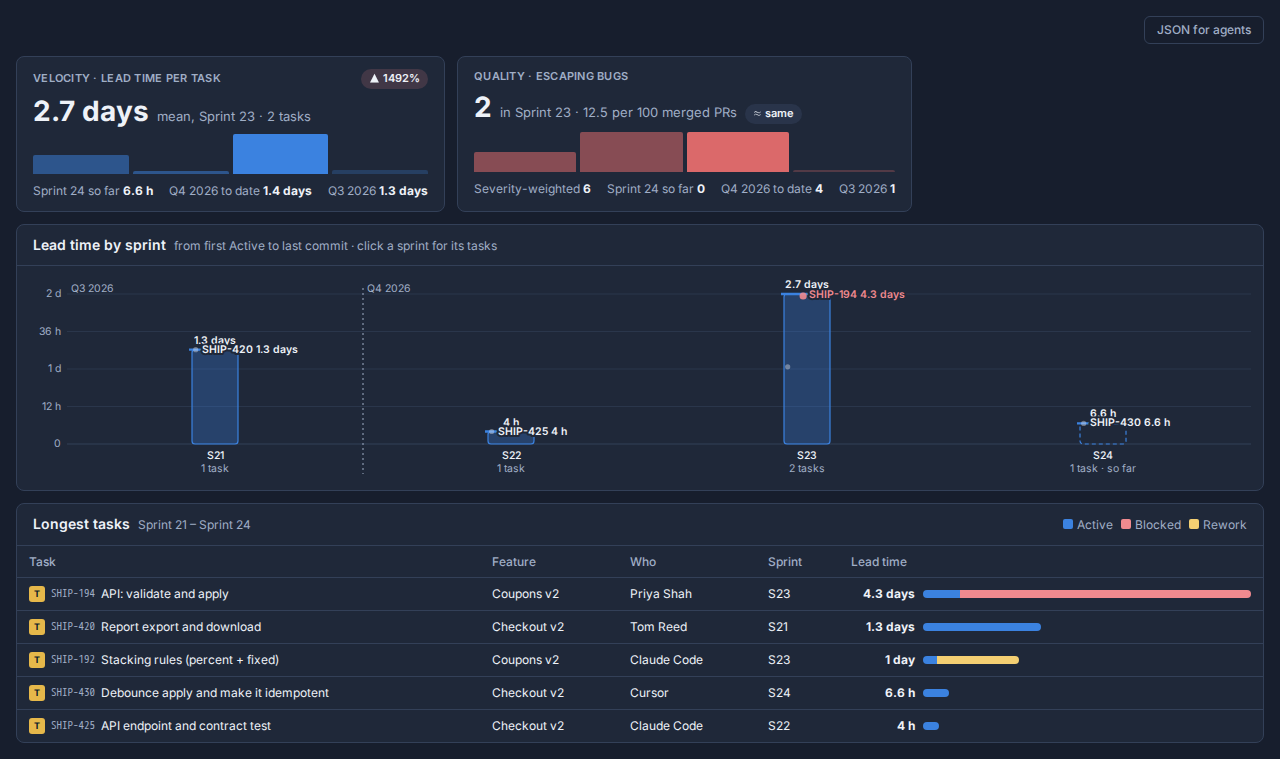 JSON for agents
VELOCITY · LEAD TIME PER TASK
▲ 1492%
2.7 days mean, Sprint 23 · 2 tasks
Sprint 24 so far 6.6 h Q4 2026 to date 1.4 days Q3 2026 1.3 days
QUALITY · ESCAPING BUGS
2 in Sprint 23 · 12.5 per 100 merged PRs ≈ same
Severity-weighted 6 Sprint 24 so far 0 Q4 2026 to date 4 Q3 2026 1
Lead time by sprint from first Active to last commit · click a sprint for its tasks
2 d
36 h
1 d
12 h
0
Q3 2026
Q4 2026
1.3 days
SHIP-420 1.3 days
4 h
SHIP-425 4 h
2.7 days
SHIP-194 4.3 days
6.6 h
SHIP-430 6.6 h
S21 S22 S23 S24
1 task 1 task 2 tasks 1 task · so far
Longest tasks Sprint 21 – Sprint 24
Active Blocked Rework
Task Feature Who Sprint Lead time
T SHIP-194 API: validate and apply Coupons v2 Priya Shah S23 4.3 days
T SHIP-420 Report export and download Checkout v2 Tom Reed S21 1.3 days
T SHIP-192 Stacking rules (percent + fixed) Coupons v2 Claude Code S23 1 day
T SHIP-430 Debounce apply and make it idempotent Checkout v2 Cursor S24 6.6 h
T SHIP-425 API endpoint and contract test Checkout v2 Claude Code S22 4 h